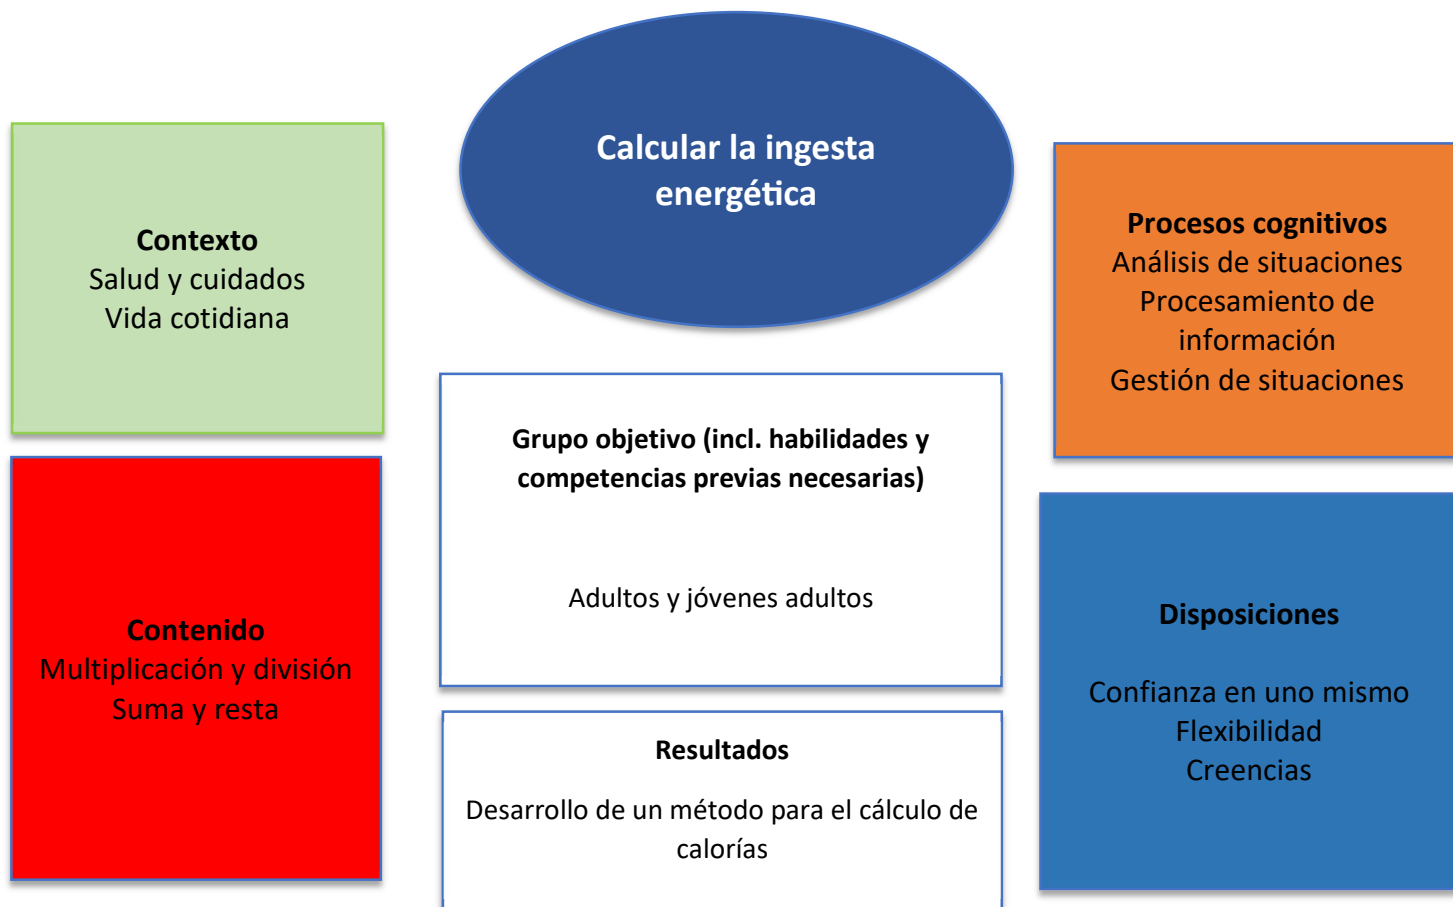 Calcular la ingesta
energética
Contexto
Salud y cuidados
Vida cotidiana
Procesos cognitivos
Análisis de situaciones
Procesamiento de
información
Gestión de situaciones
Grupo objetivo (incl. habilidades y
competencias previas necesarias)
Adultos y jóvenes adultos
Contenido
Multiplicación y división
Suma y resta
Disposiciones
Confianza en uno mismo
Flexibilidad
Creencias
Resultados
Desarrollo de un método para el cálculo de
calorías